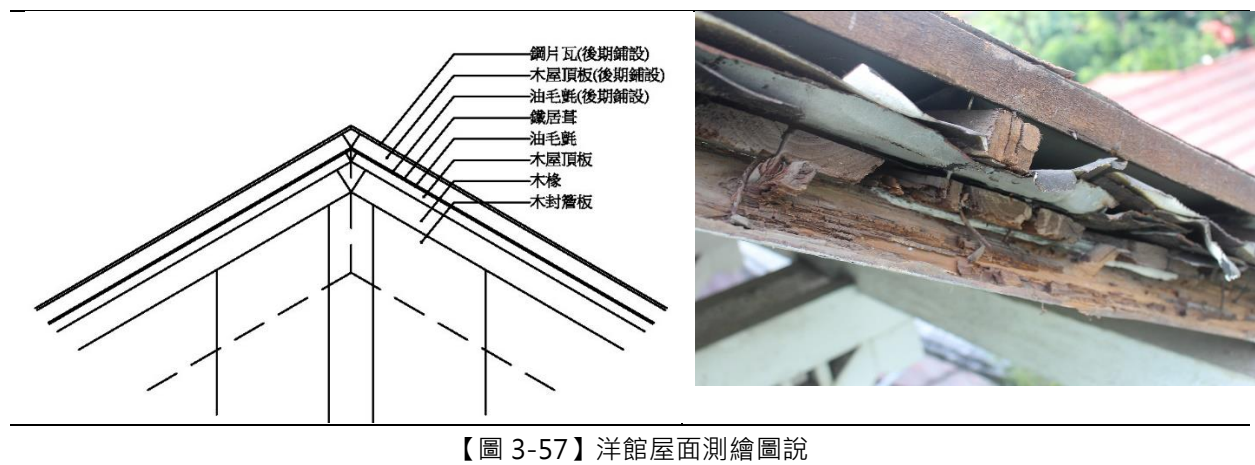 鋼片瓦(後期鋪設)
木屋頂板(後期鋪設)
油毛氈(後期鋪設)
鐵居葺
油毛氈
木屋頂板
木椽
木封簷板
【圖 3-57】洋館屋面測繪圖說